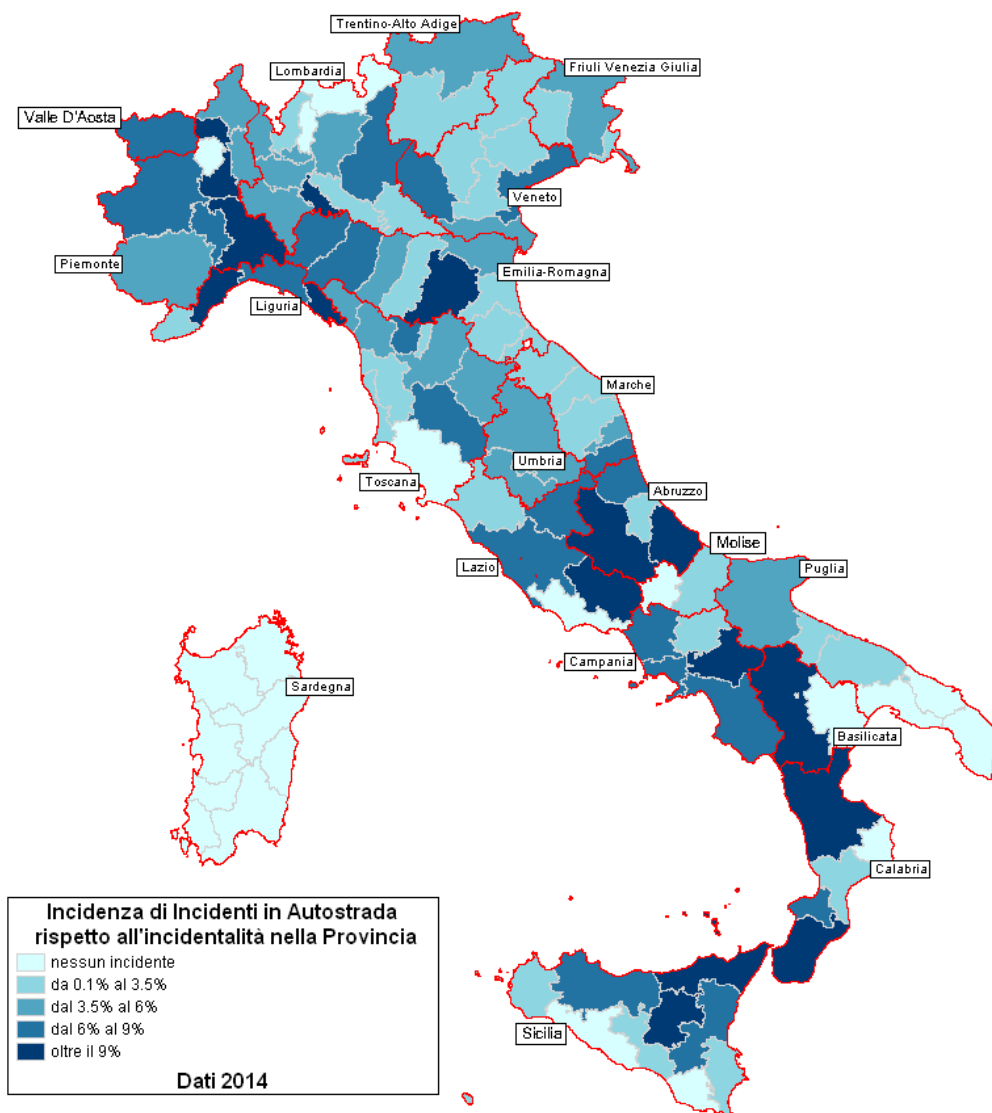 Trentino-Alto Adige
Lombardia
Friuli Venezia Giulia
Valle D'Aosta
Veneto
Piemonte
Emilia-Romagna
Liguria
Marche
Umbria
Toscana
Abruzzo
Molise
Lazio
Puglia
Campania
Sardegna
Basilicata
Calabria
Sicilia
Incidenza di Incidenti in Autostrada
rispetto all'incidentalità nella Provincia
nessun incidente
da 0.1% al 3.5%
dal 3.5% al 6%
dal 6% al 9%
oltre il 9%
Dati 2014